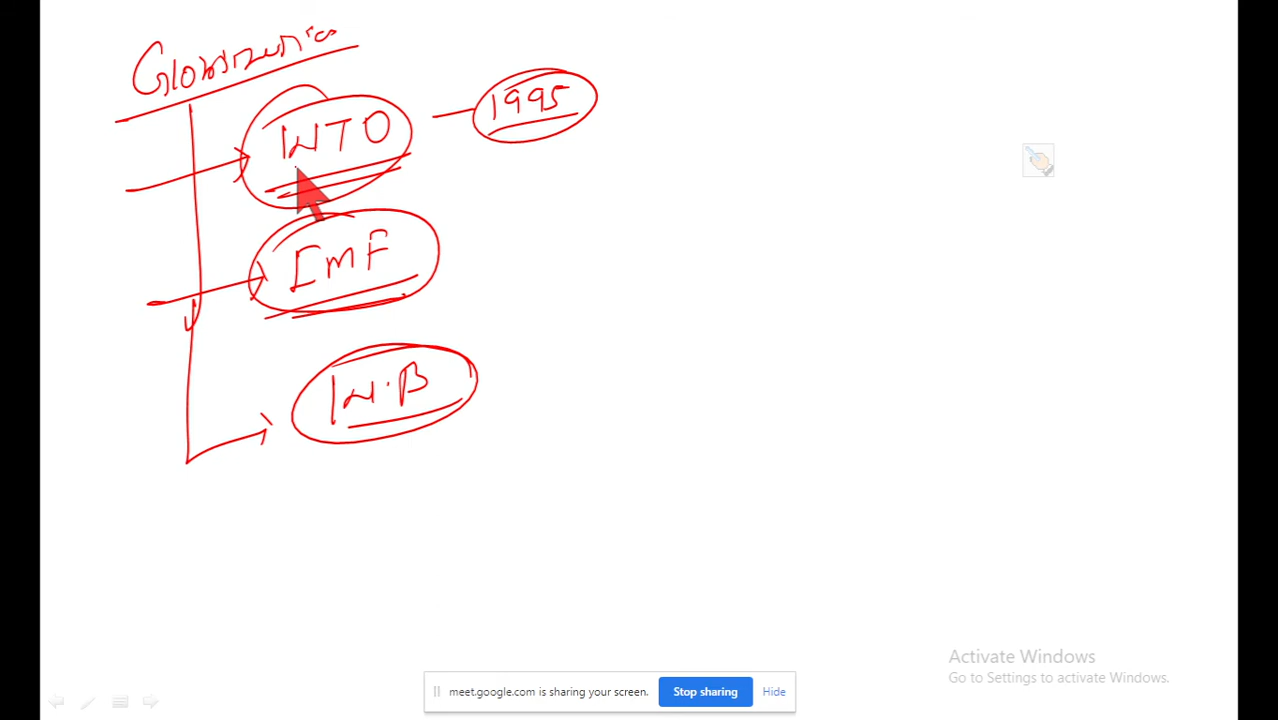 Globalization
WTO - 1995
IMF
W.B
Activate Windows
Go to Settings to activate Windows.
meet.google.com is sharing your screen. Stop sharing Hide